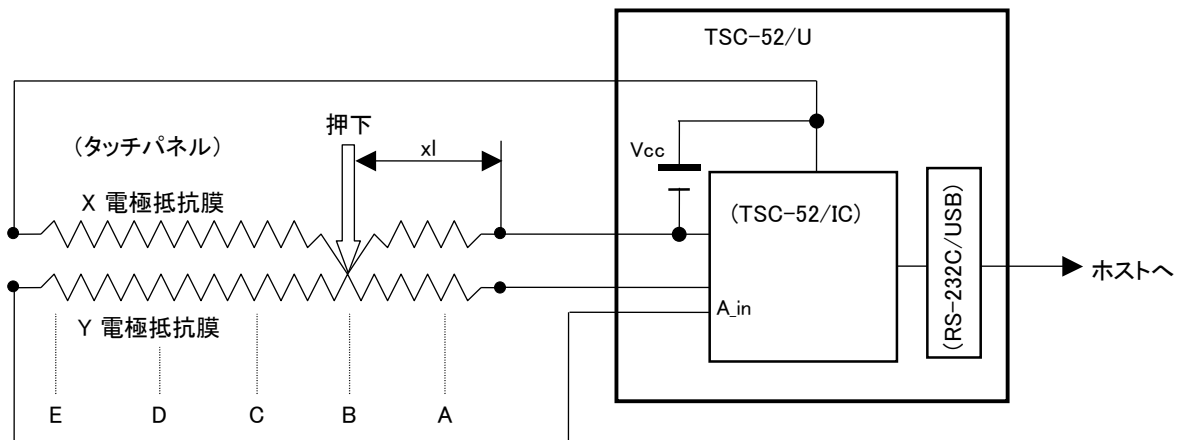 TSC-52/U
押下
(タッチパネル)
xl
Vcc
X 電極抵抗膜
(TSC-52/IC)
(RS-232C/USB)
ホストへ
A_in
Y 電極抵抗膜
E D C B A